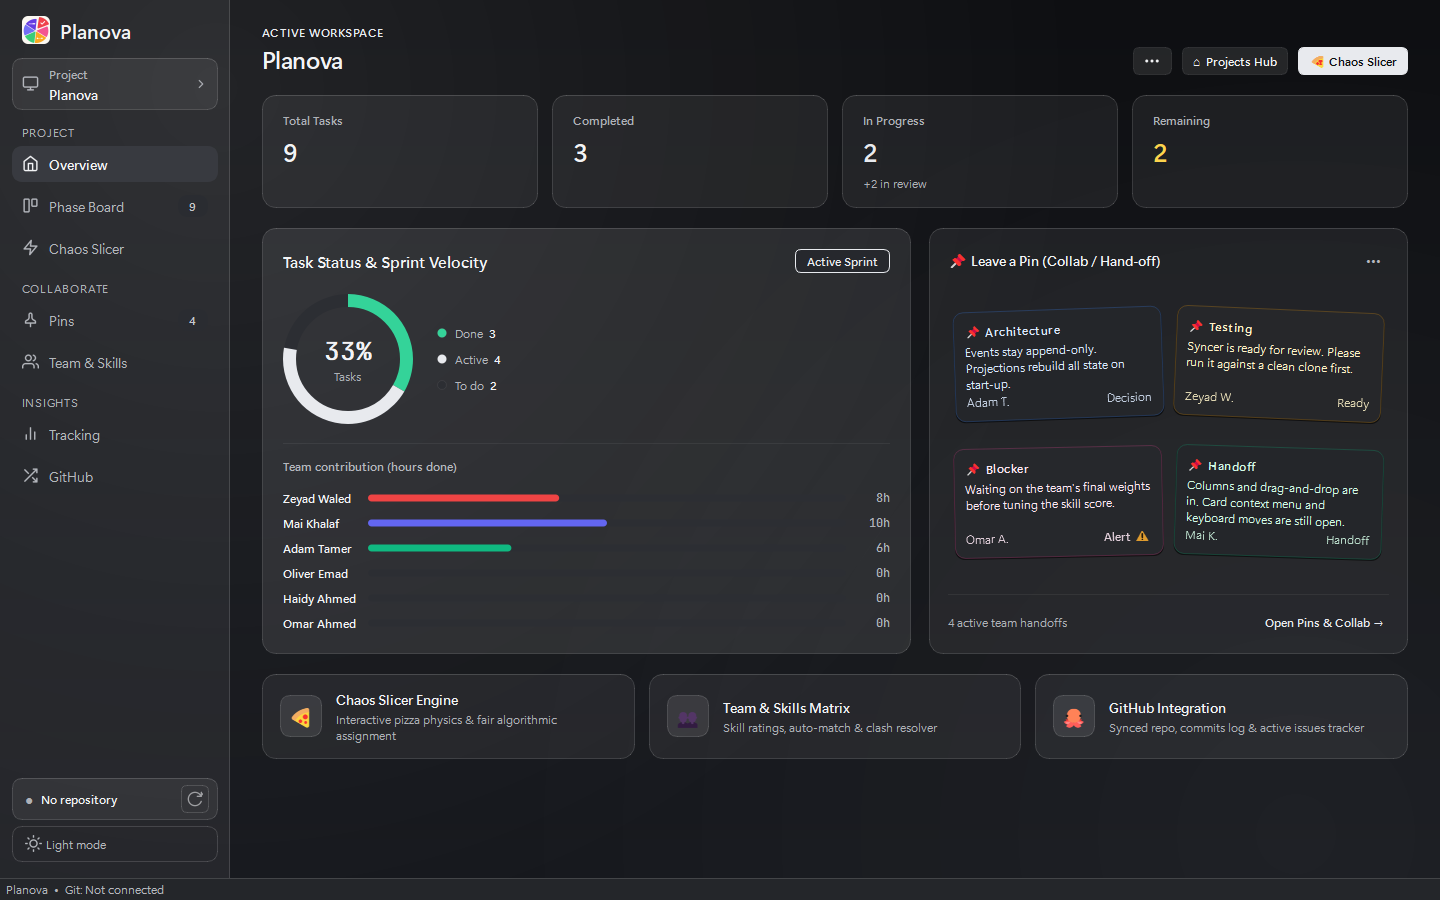 Planova
Project
Planova
PROJECT
Overview
Phase Board 9
Chaos Slicer
COLLABORATE
Pins 4
Team & Skills
INSIGHTS
Tracking
GitHub
No repository
Light mode
ACTIVE WORKSPACE
Planova
Projects Hub
Chaos Slicer
Total Tasks
9
Completed
3
In Progress
2
+2 in review
Remaining
2
Task Status & Sprint Velocity
Active Sprint
33%
Tasks
Done 3
Active 4
To do 2
Team contribution (hours done)
Zeyad Waled 8h
Mai Khalaf 10h
Adam Tamer 6h
Oliver Emad 0h
Haidy Ahmed 0h
Omar Ahmed 0h
Leave a Pin (Collab / Hand-off)
Architecture
Events stay append-only.
Projections rebuild all state on
start-up.
Adam T. Decision
Testing
Syncer is ready for review. Please
run it against a clean clone first.
Zeyad W. Ready
Blocker
Waiting on the team's final weights
before tuning the skill score.
Omar A. Alert
Handoff
Columns and drag-and-drop are
in. Card context menu and
keyboard moves are still open.
Mai K. Handoff
4 active team handoffs
Open Pins & Collab →
Chaos Slicer Engine
Interactive pizza physics & fair algorithmic
assignment
Team & Skills Matrix
Skill ratings, auto-match & clash resolver
GitHub Integration
Synced repo, commits log & active issues tracker
Planova • Git: Not connected